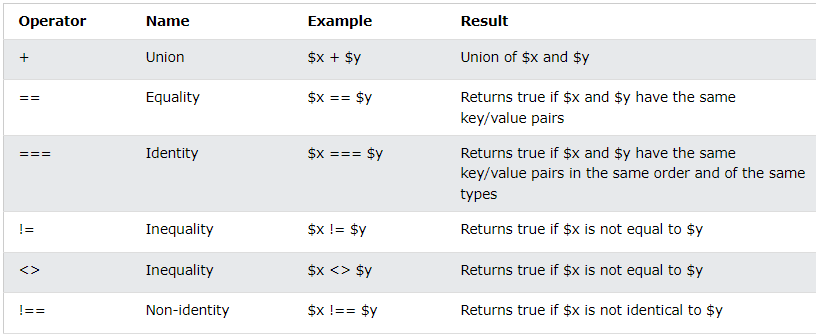 Operator Name Example Result
+ Union $x + $y Union of $x and $y
== Equality $x == $y Returns true if $x and $y have the same
key/value pairs
=== Identity $x === $y Returns true if $x and $y have the same
key/value pairs in the same order and of the same
types
!= Inequality $x != $y Returns true if $x is not equal to $y
<> Inequality $x <> $y Returns true if $x is not equal to $y
!== Non-identity $x !== $y Returns true if $x is not identical to $y